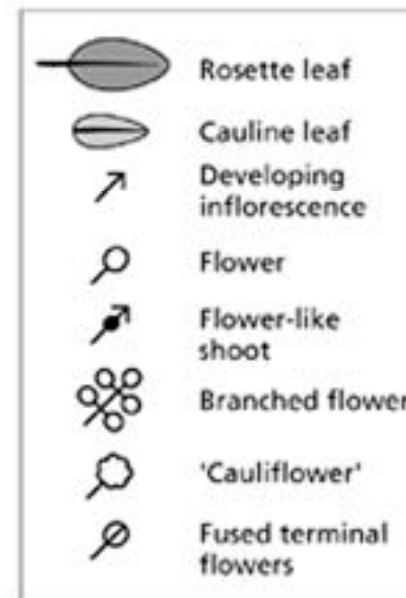 Rosette leaf
Cauline leaf
Developing
inflorescence
Flower
Flower-like
shoot
Branched flower
'Cauliflower'
Fused terminal
flowers